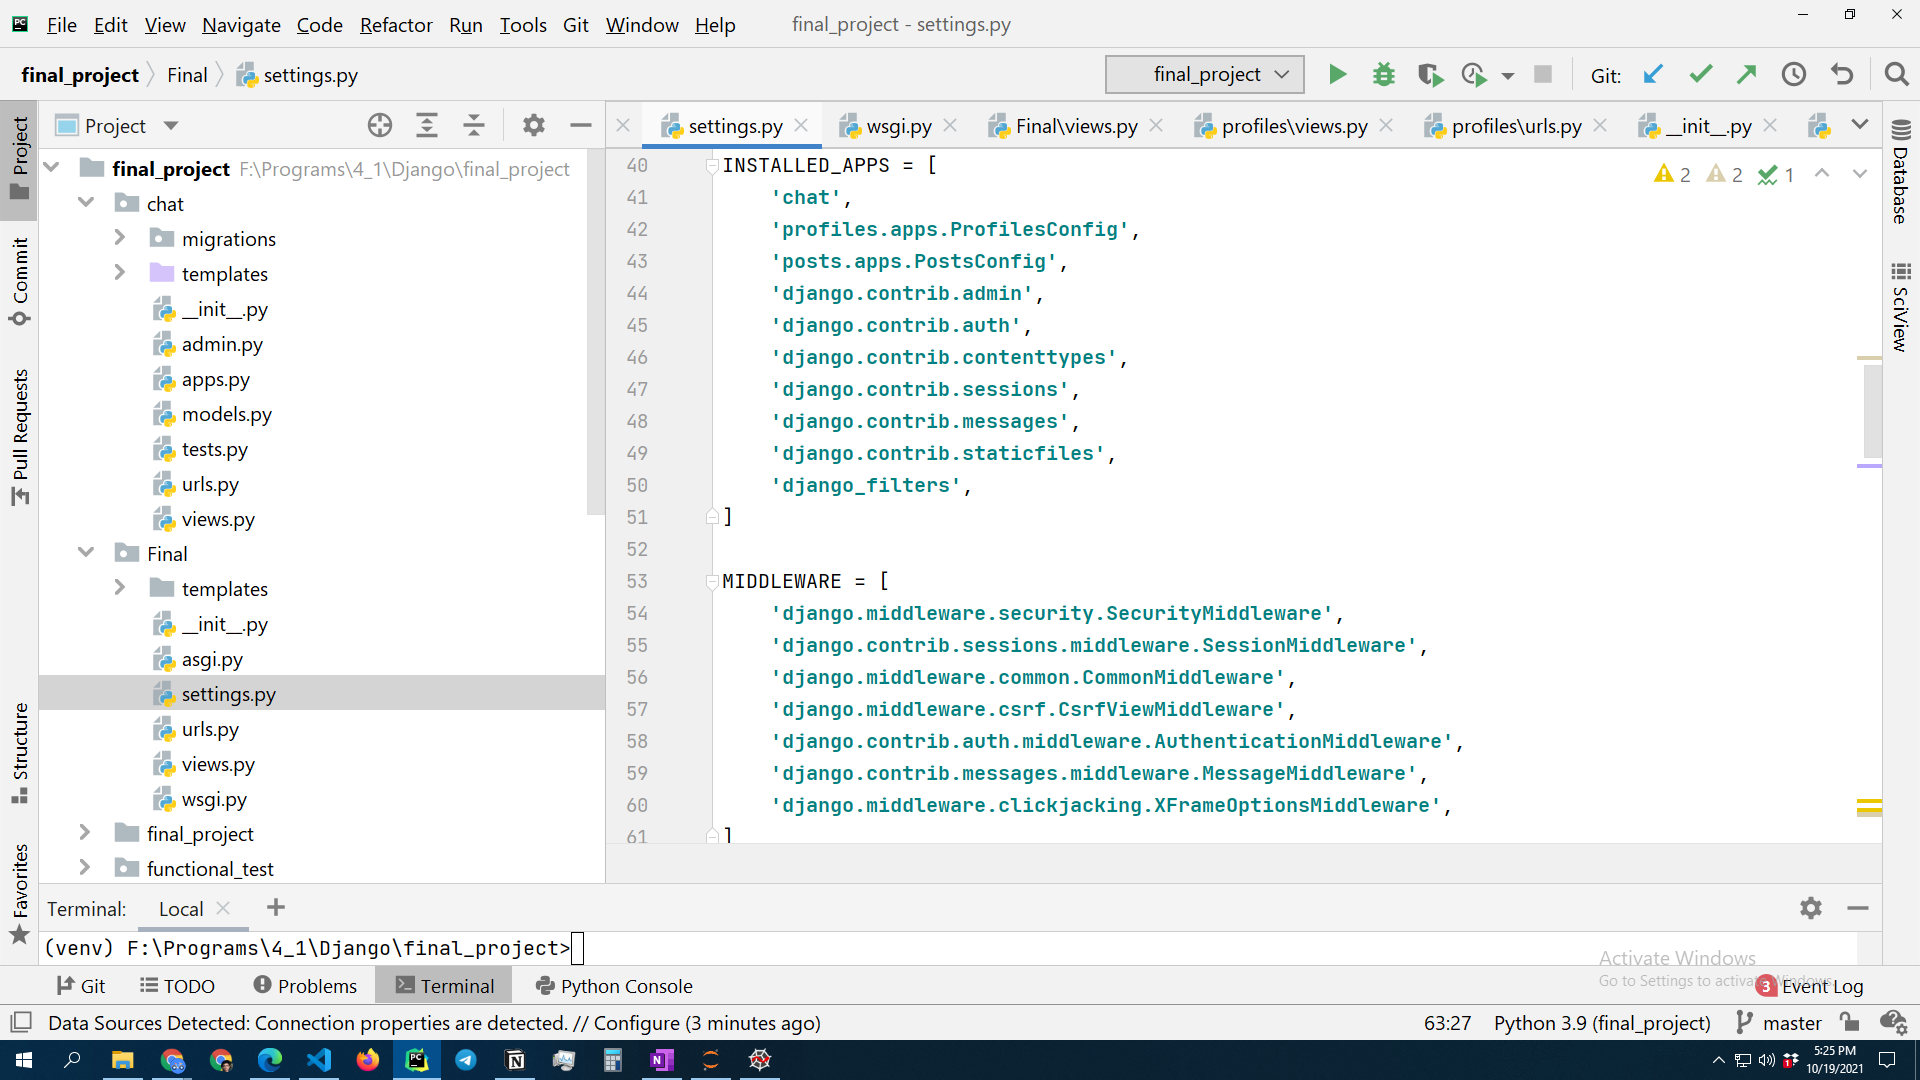 File Edit View Navigate Code Refactor Run Tools Git Window Help final_project - settings.py
final_project Final settings.py final_project Git:
Project
settings.py wsgi.py Final\views.py profiles\views.py profiles\urls.py __init__.py
final_project F:\Programs\4_1\Django\final_project
chat
migrations
templates
__init__.py
admin.py
apps.py
models.py
tests.py
urls.py
views.py
Final
templates
__init__.py
asgi.py
settings.py
urls.py
views.py
wsgi.py
final_project
functional_test
40 INSTALLED_APPS = [
41 'chat',
42 'profiles.apps.ProfilesConfig',
43 'posts.apps.PostsConfig',
44 'django.contrib.admin',
45 'django.contrib.auth',
46 'django.contrib.contenttypes',
47 'django.contrib.sessions',
48 'django.contrib.messages',
49 'django.contrib.staticfiles',
50 'django_filters',
51 ]
52
53 MIDDLEWARE = [
54 'django.middleware.security.SecurityMiddleware',
55 'django.contrib.sessions.middleware.SessionMiddleware',
56 'django.middleware.common.CommonMiddleware',
57 'django.middleware.csrf.CsrfViewMiddleware',
58 'django.contrib.auth.middleware.AuthenticationMiddleware',
59 'django.contrib.messages.middleware.MessageMiddleware',
60 'django.middleware.clickjacking.XFrameOptionsMiddleware',
61 ]
2 2 1
Project
Commit
Pull Requests
Structure
Favorites
Database
SciView
Terminal: Local
(venv) F:\Programs\4_1\Django\final_project>
Activate Windows
Go to Settings to activate Windows.
Git TODO Problems Terminal Python Console 3 Event Log
Data Sources Detected: Connection properties are detected. // Configure (3 minutes ago) 63:27 Python 3.9 (final_project) master
5:25 PM
10/19/2021